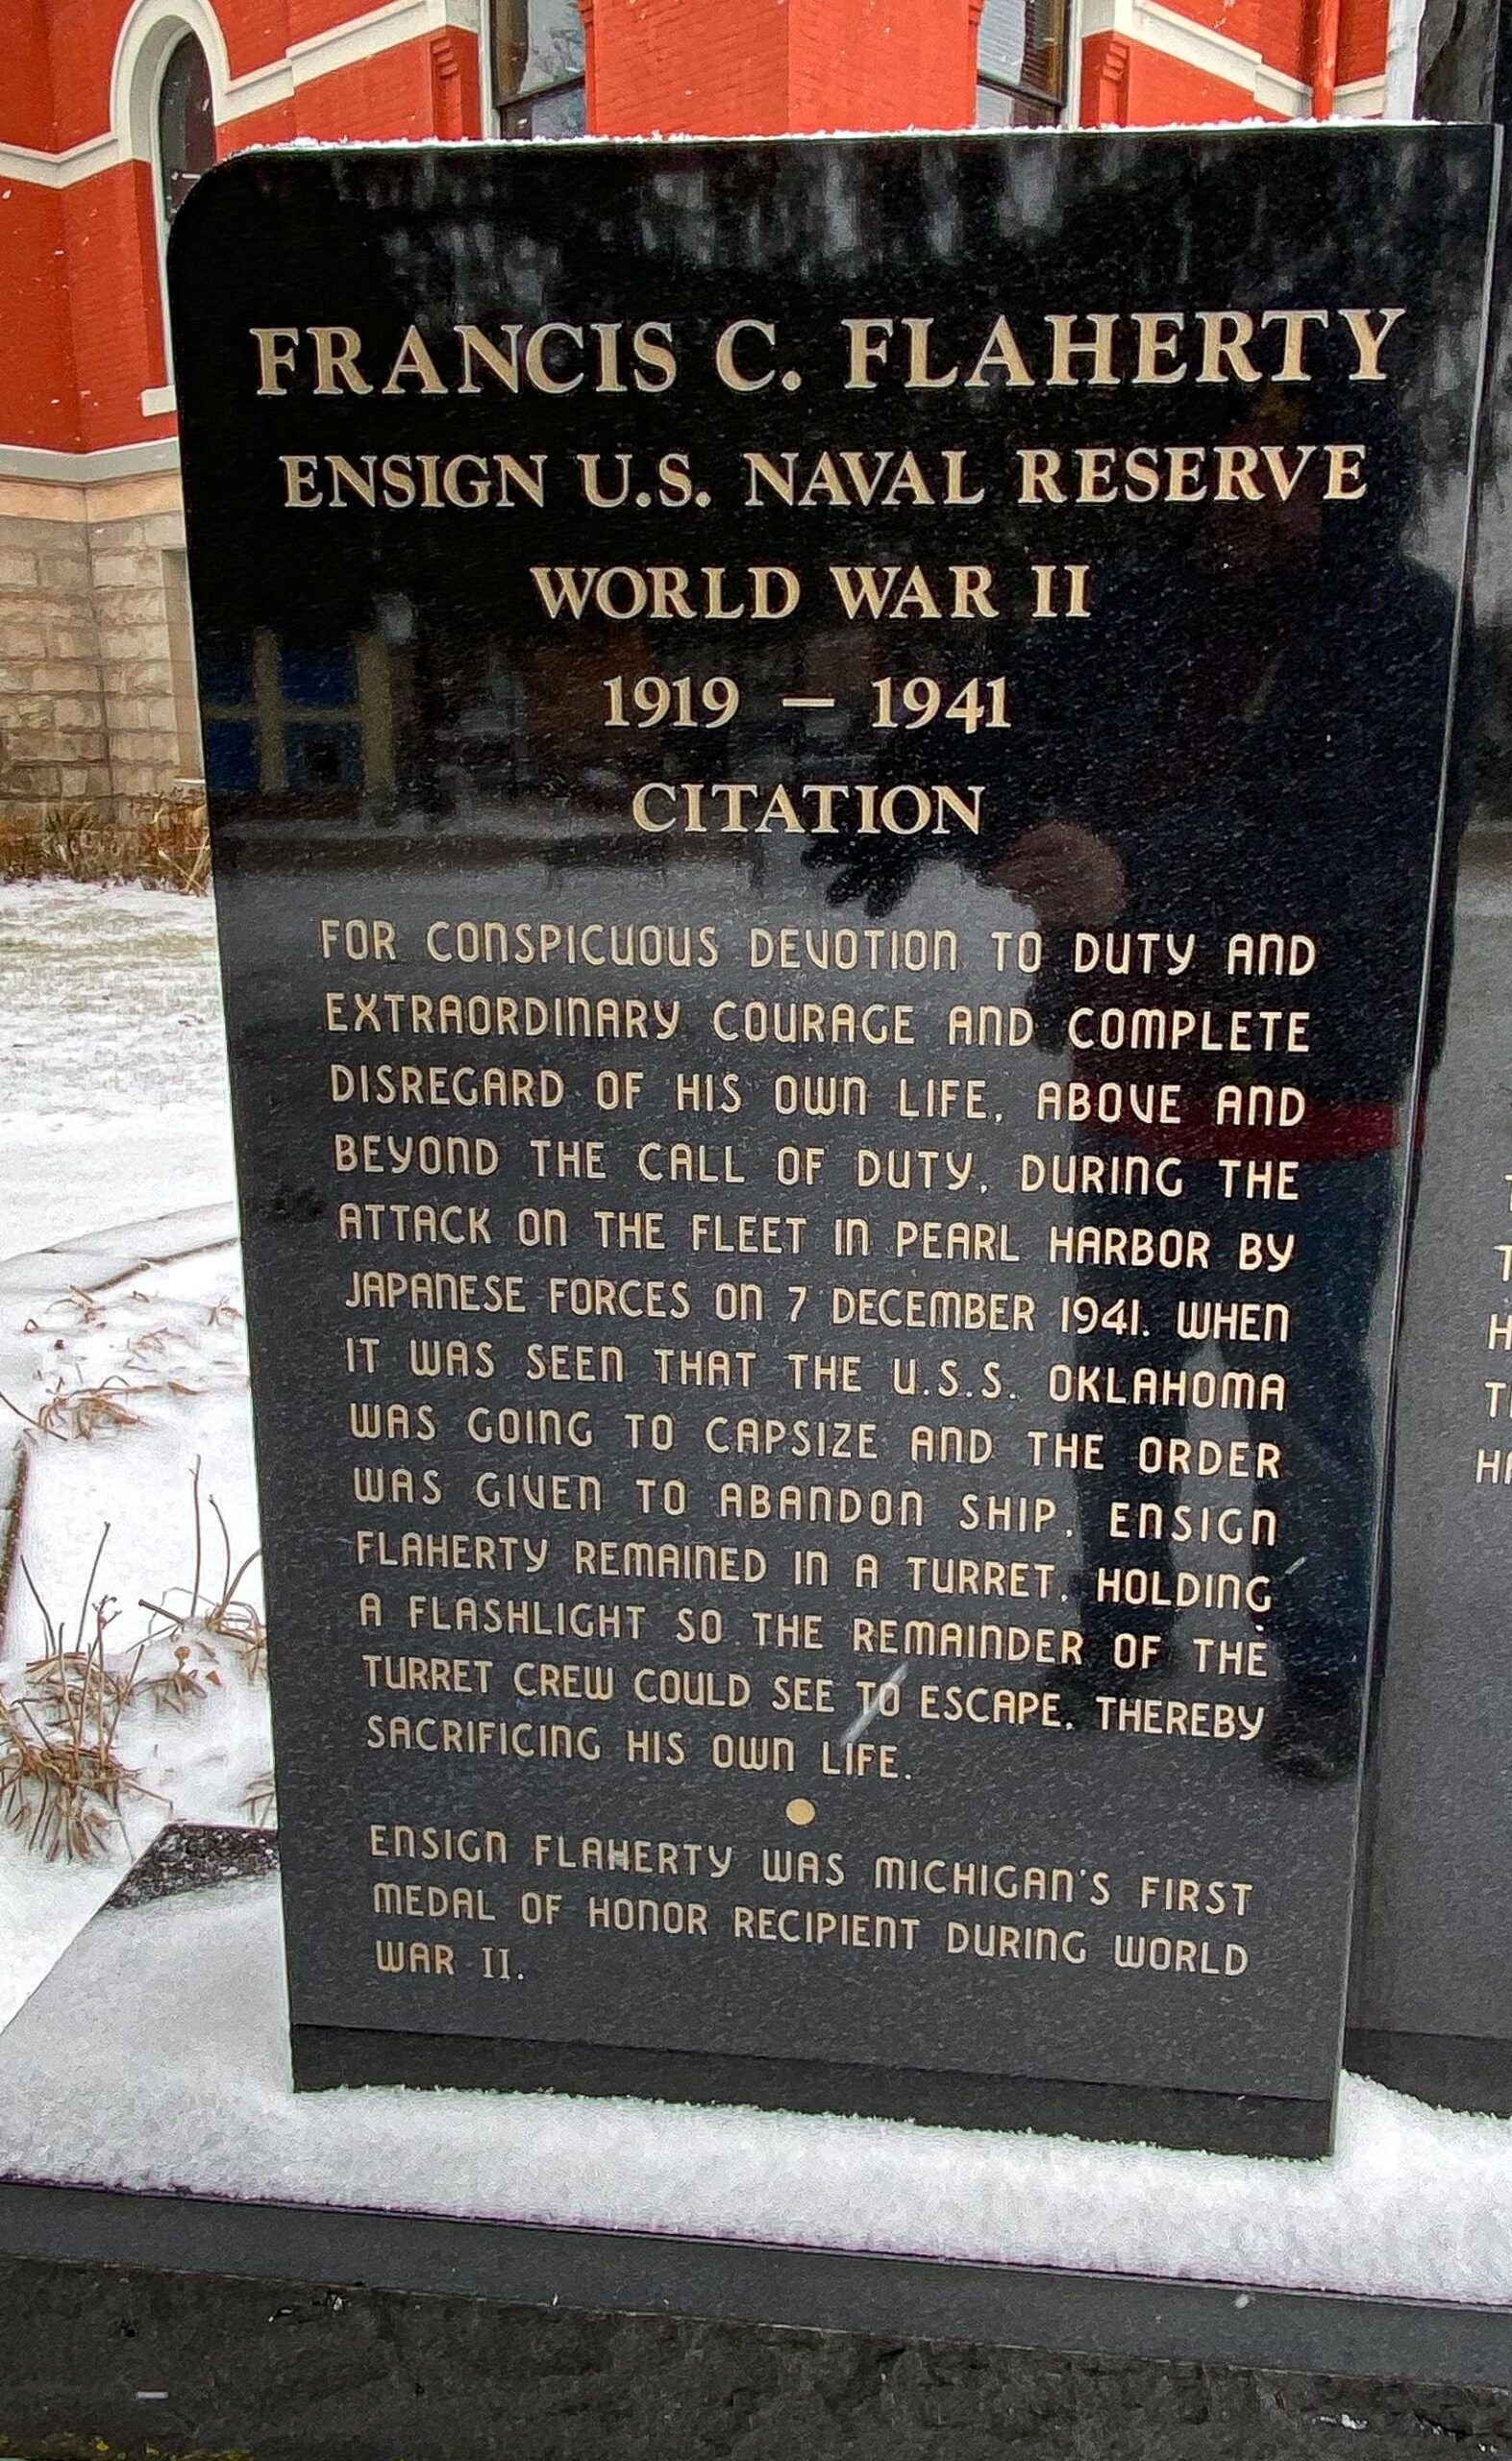 FRANCIS C. FLAHERTY
ENSIGN U.S. NAVAL RESERVE
WORLD WAR II
1919 – 1941
CITATION
FOR CONSPICUOUS DEVOTION TO DUTY AND
EXTRAORDINARY COURAGE AND COMPLETE
DISREGARD OF HIS OWN LIFE, ABOVE AND
BEYOND THE CALL OF DUTY, DURING THE
ATTACK ON THE FLEET IN PEARL HARBOR BY
JAPANESE FORCES ON 7 DECEMBER 1941. WHEN
IT WAS SEEN THAT THE U.S.S. OKLAHOMA
WAS GOING TO CAPSIZE AND THE ORDER
WAS GIVEN TO ABANDON SHIP, ENSIGN
FLAHERTY REMAINED IN A TURRET, HOLDING
A FLASHLIGHT SO THE REMAINDER OF THE
TURRET CREW COULD SEE TO ESCAPE, THEREBY
SACRIFICING HIS OWN LIFE.
ENSIGN FLAHERTY WAS MICHIGAN'S FIRST
MEDAL OF HONOR RECIPIENT DURING WORLD
WAR II.